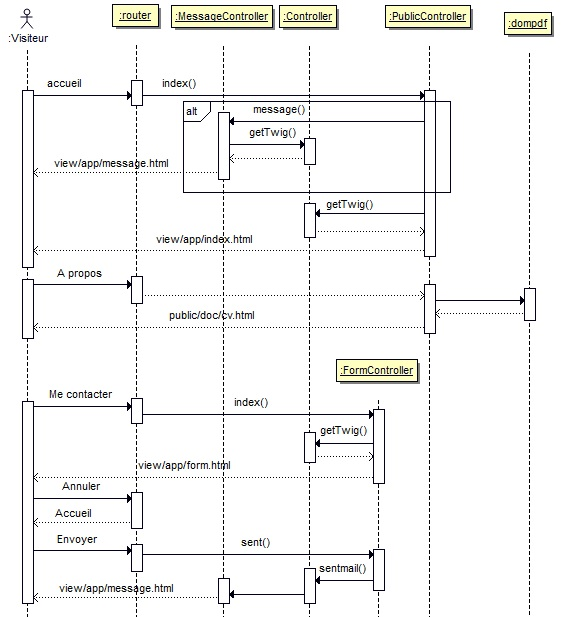 :Visiteur
:router
:MessageController
:Controller
:PublicController
:dompdf
accueil
index()
alt
message()
getTwig()
view/app/message.html
getTwig()
view/app/index.html
A propos
public/doc/cv.html
:FormController
Me contacter
index()
getTwig()
view/app/form.html
Annuler
Accueil
Envoyer
sent()
sentmail()
view/app/message.html